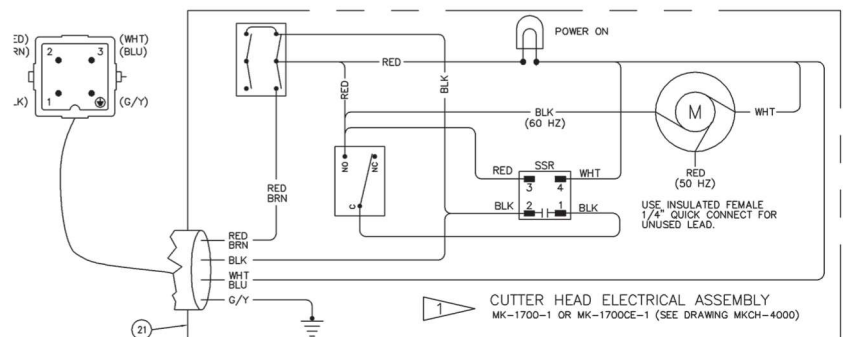 ED) (WHT)
RN) 2 3 (BLU)
LK) 1 (G/Y)
POWER ON
RED
BLK
RED
BLK
(60 HZ)
M
WHT
RED
(50 HZ)
NO NC
C
SSR
RED WHT
3 4
BLK 2 1 BLK
USE INSULATED FEMALE
1/4" QUICK CONNECT FOR
UNUSED LEAD.
RED
BRN
RED
BRN
BLK
WHT
BLU
G/Y
21
1
CUTTER HEAD ELECTRICAL ASSEMBLY
MK-1700-1 OR MK-1700CE-1 (SEE DRAWING MKCH-4000)